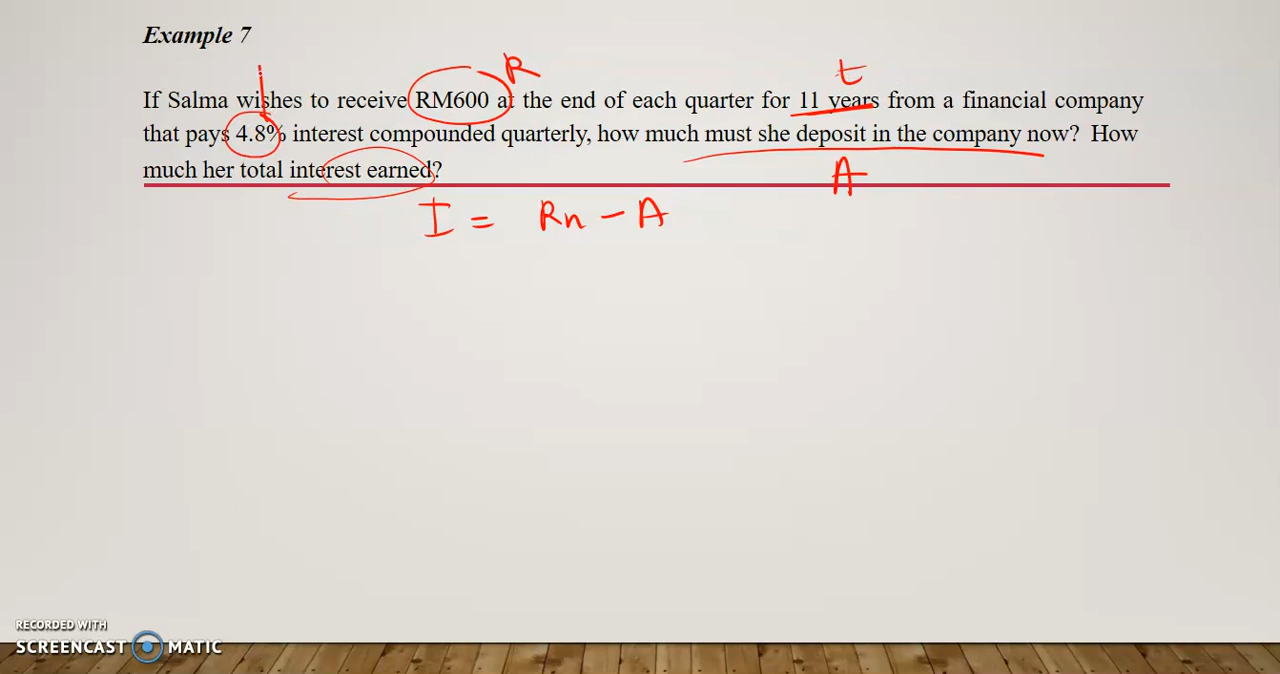 Example 7
R
t
i
If Salma wishes to receive RM600 at the end of each quarter for 11 years from a financial company
that pays 4.8% interest compounded quarterly, how much must she deposit in the company now? How
much her total interest earned?
A
I = Rn - A
RECORDED WITH
SCREENCAST MATIC